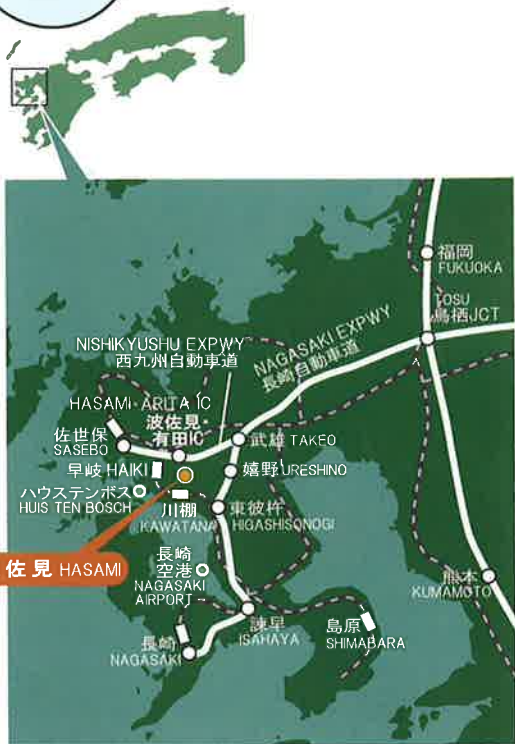 福岡
FUKUOKA
TOSU
鳥栖JCT
NAGASAKI EXPWY
長崎自動車道
NISHIKYUSHU EXPWY
西九州自動車道
HASAMI・ARITA IC
波佐見・
有田IC
佐世保
SASEBO
武雄 TAKEO
早岐 HAIKI
嬉野 URESHINO
ハウステンボス
HUIS TEN BOSCH
川棚
KAWATANA
東彼杵
HIGASHISONOGI
佐見 HASAMI
長崎
空港
NAGASAKI
AIRPORT
熊本
KUMAMOTO
諫早
ISAHAYA
島原
SHIMABARA
長崎
NAGASAKI